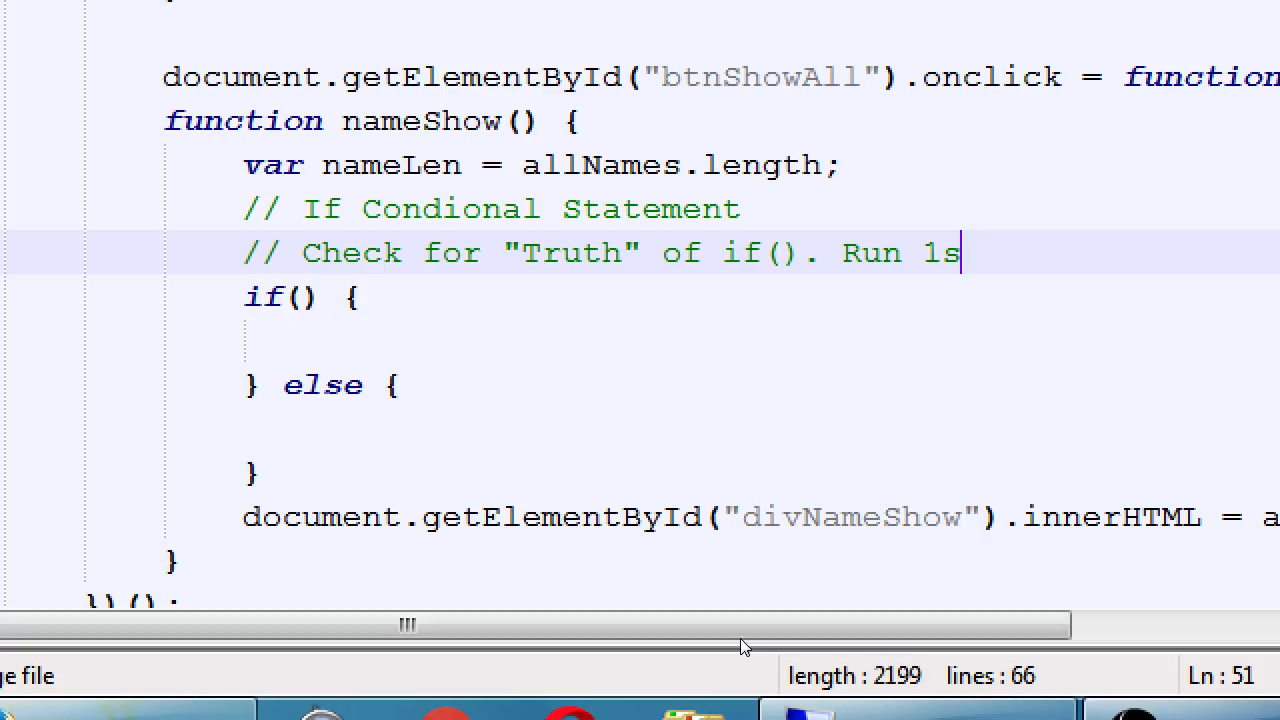 document.getElementById("btnShowAll").onclick = function
function nameShow() {
var nameLen = allNames.length;
// If Condional Statement
// Check for "Truth" of if(). Run 1s
if() {
} else {
}
document.getElementById("divNameShow").innerHTML = a
}
})();
ge file length : 2199 lines : 66 Ln : 51